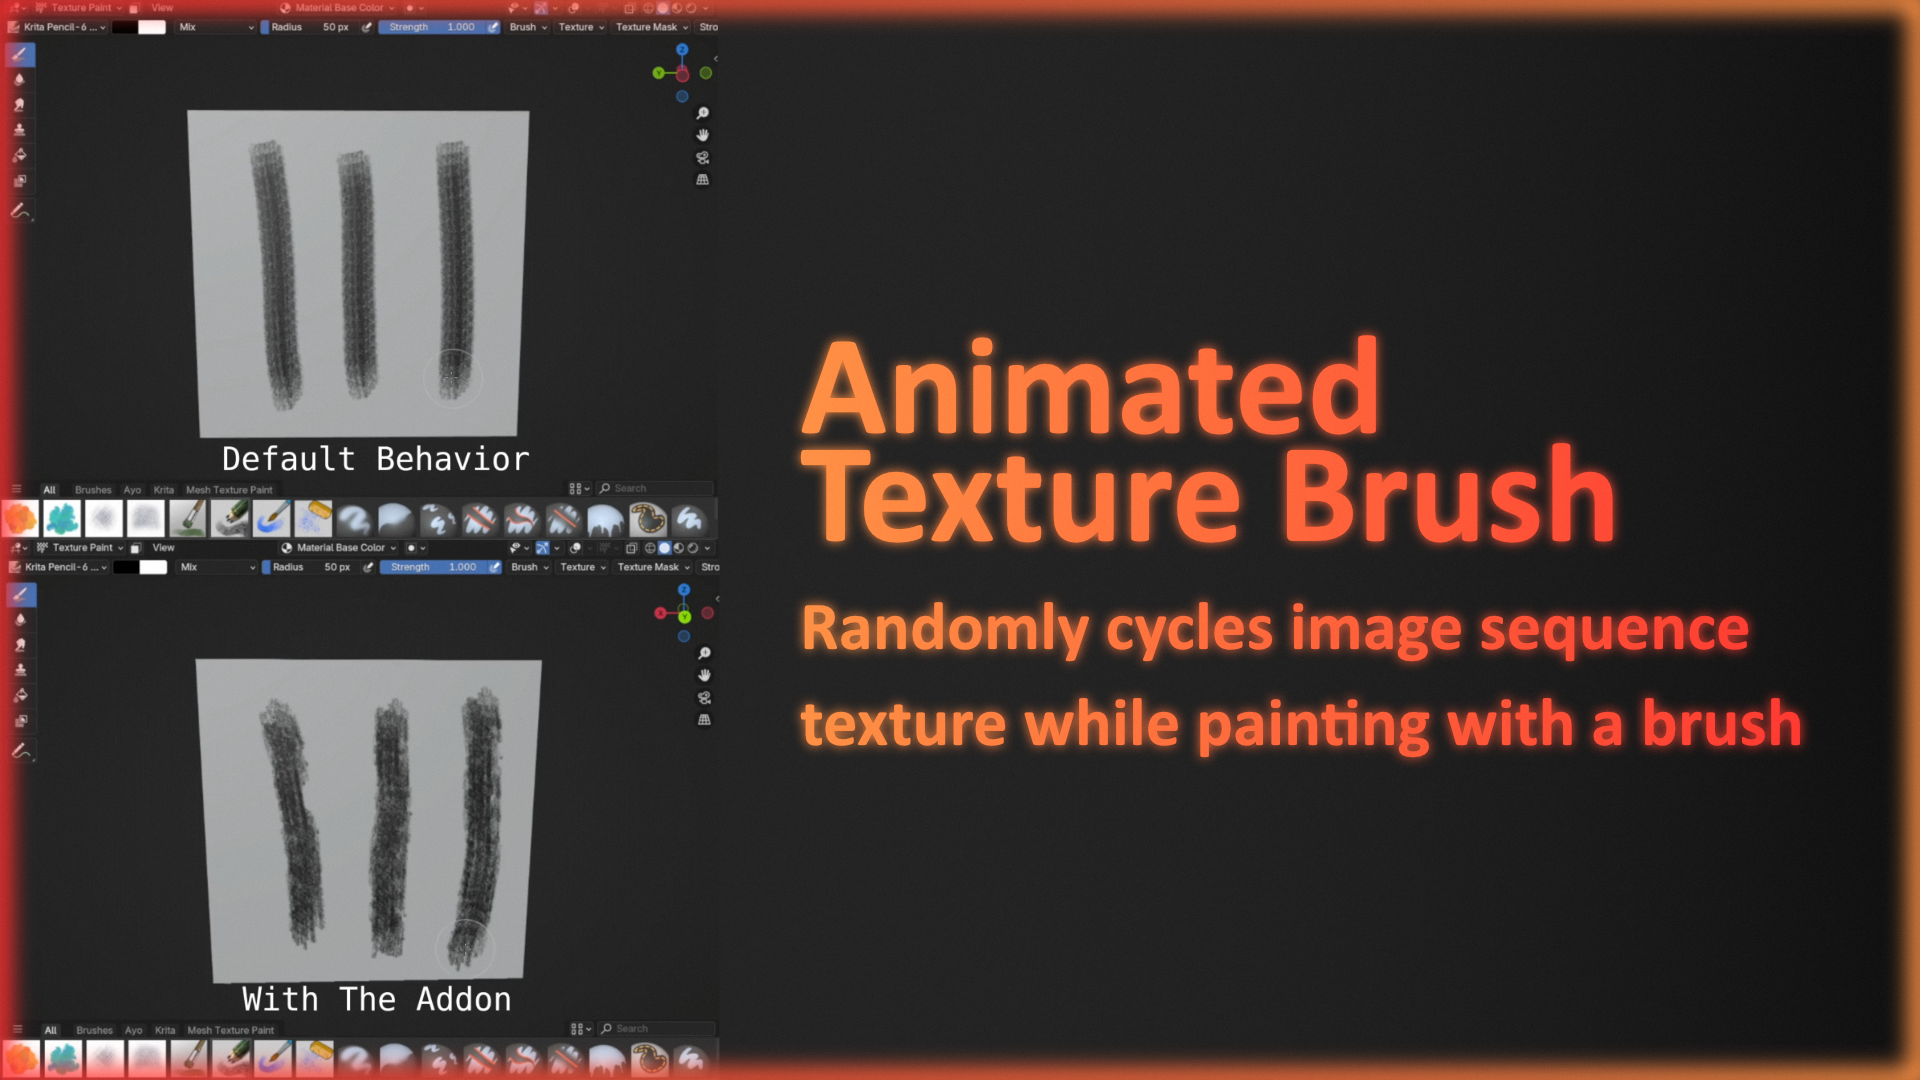 Texture Paint View Material Base Color
Krita Pencil-6 ... Mix Radius 50 px Strength 1.000 Brush Texture Texture Mask Stro
Z
Y
Default Behavior
All Brushes Ayo Krita Mesh Texture Paint Search
Texture Paint View Material Base Color
Krita Pencil-6 ... Mix Radius 50 px Strength 1.000 Brush Texture Texture Mask Stro
Z
X Y
With The Addon
All Brushes Ayo Krita Mesh Texture Paint Search
Animated
Texture Brush
Randomly cycles image sequence
texture while painting with a brush